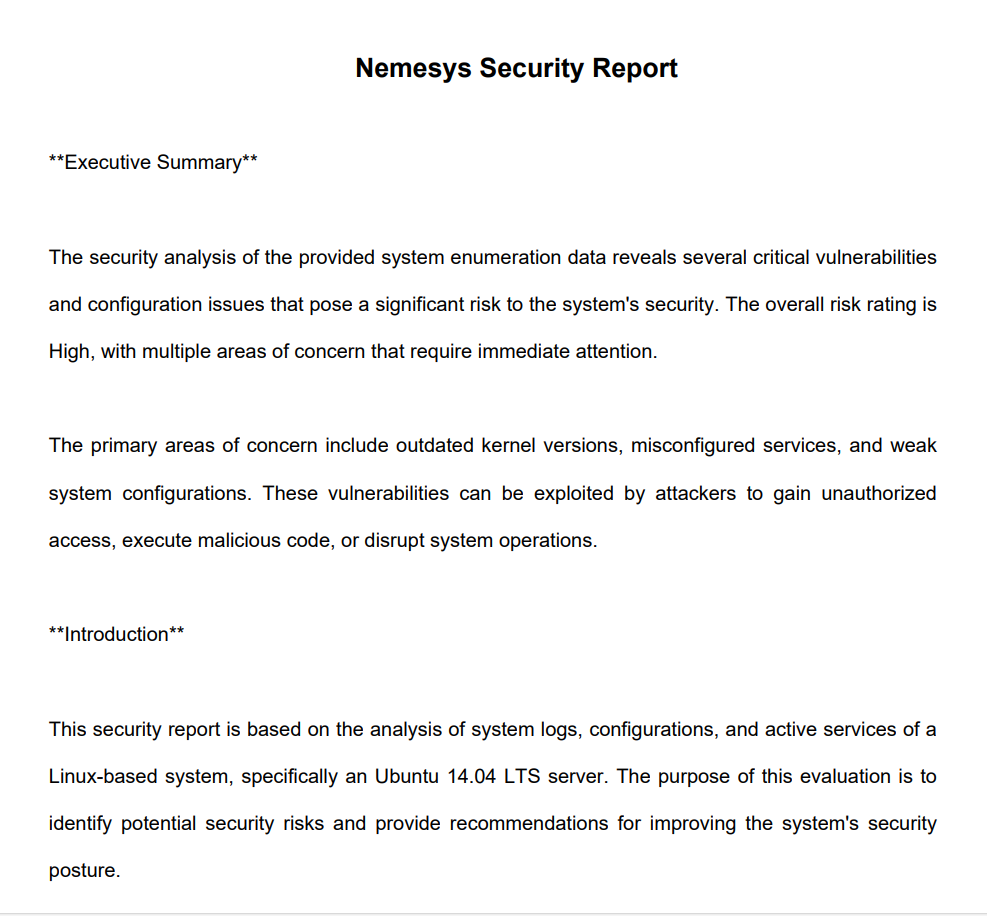 Nemesys Security Report
**Executive Summary**
The security analysis of the provided system enumeration data reveals several critical vulnerabilities
and configuration issues that pose a significant risk to the system's security. The overall risk rating is
High, with multiple areas of concern that require immediate attention.
The primary areas of concern include outdated kernel versions, misconfigured services, and weak
system configurations. These vulnerabilities can be exploited by attackers to gain unauthorized
access, execute malicious code, or disrupt system operations.
**Introduction**
This security report is based on the analysis of system logs, configurations, and active services of a
Linux-based system, specifically an Ubuntu 14.04 LTS server. The purpose of this evaluation is to
identify potential security risks and provide recommendations for improving the system's security
posture.